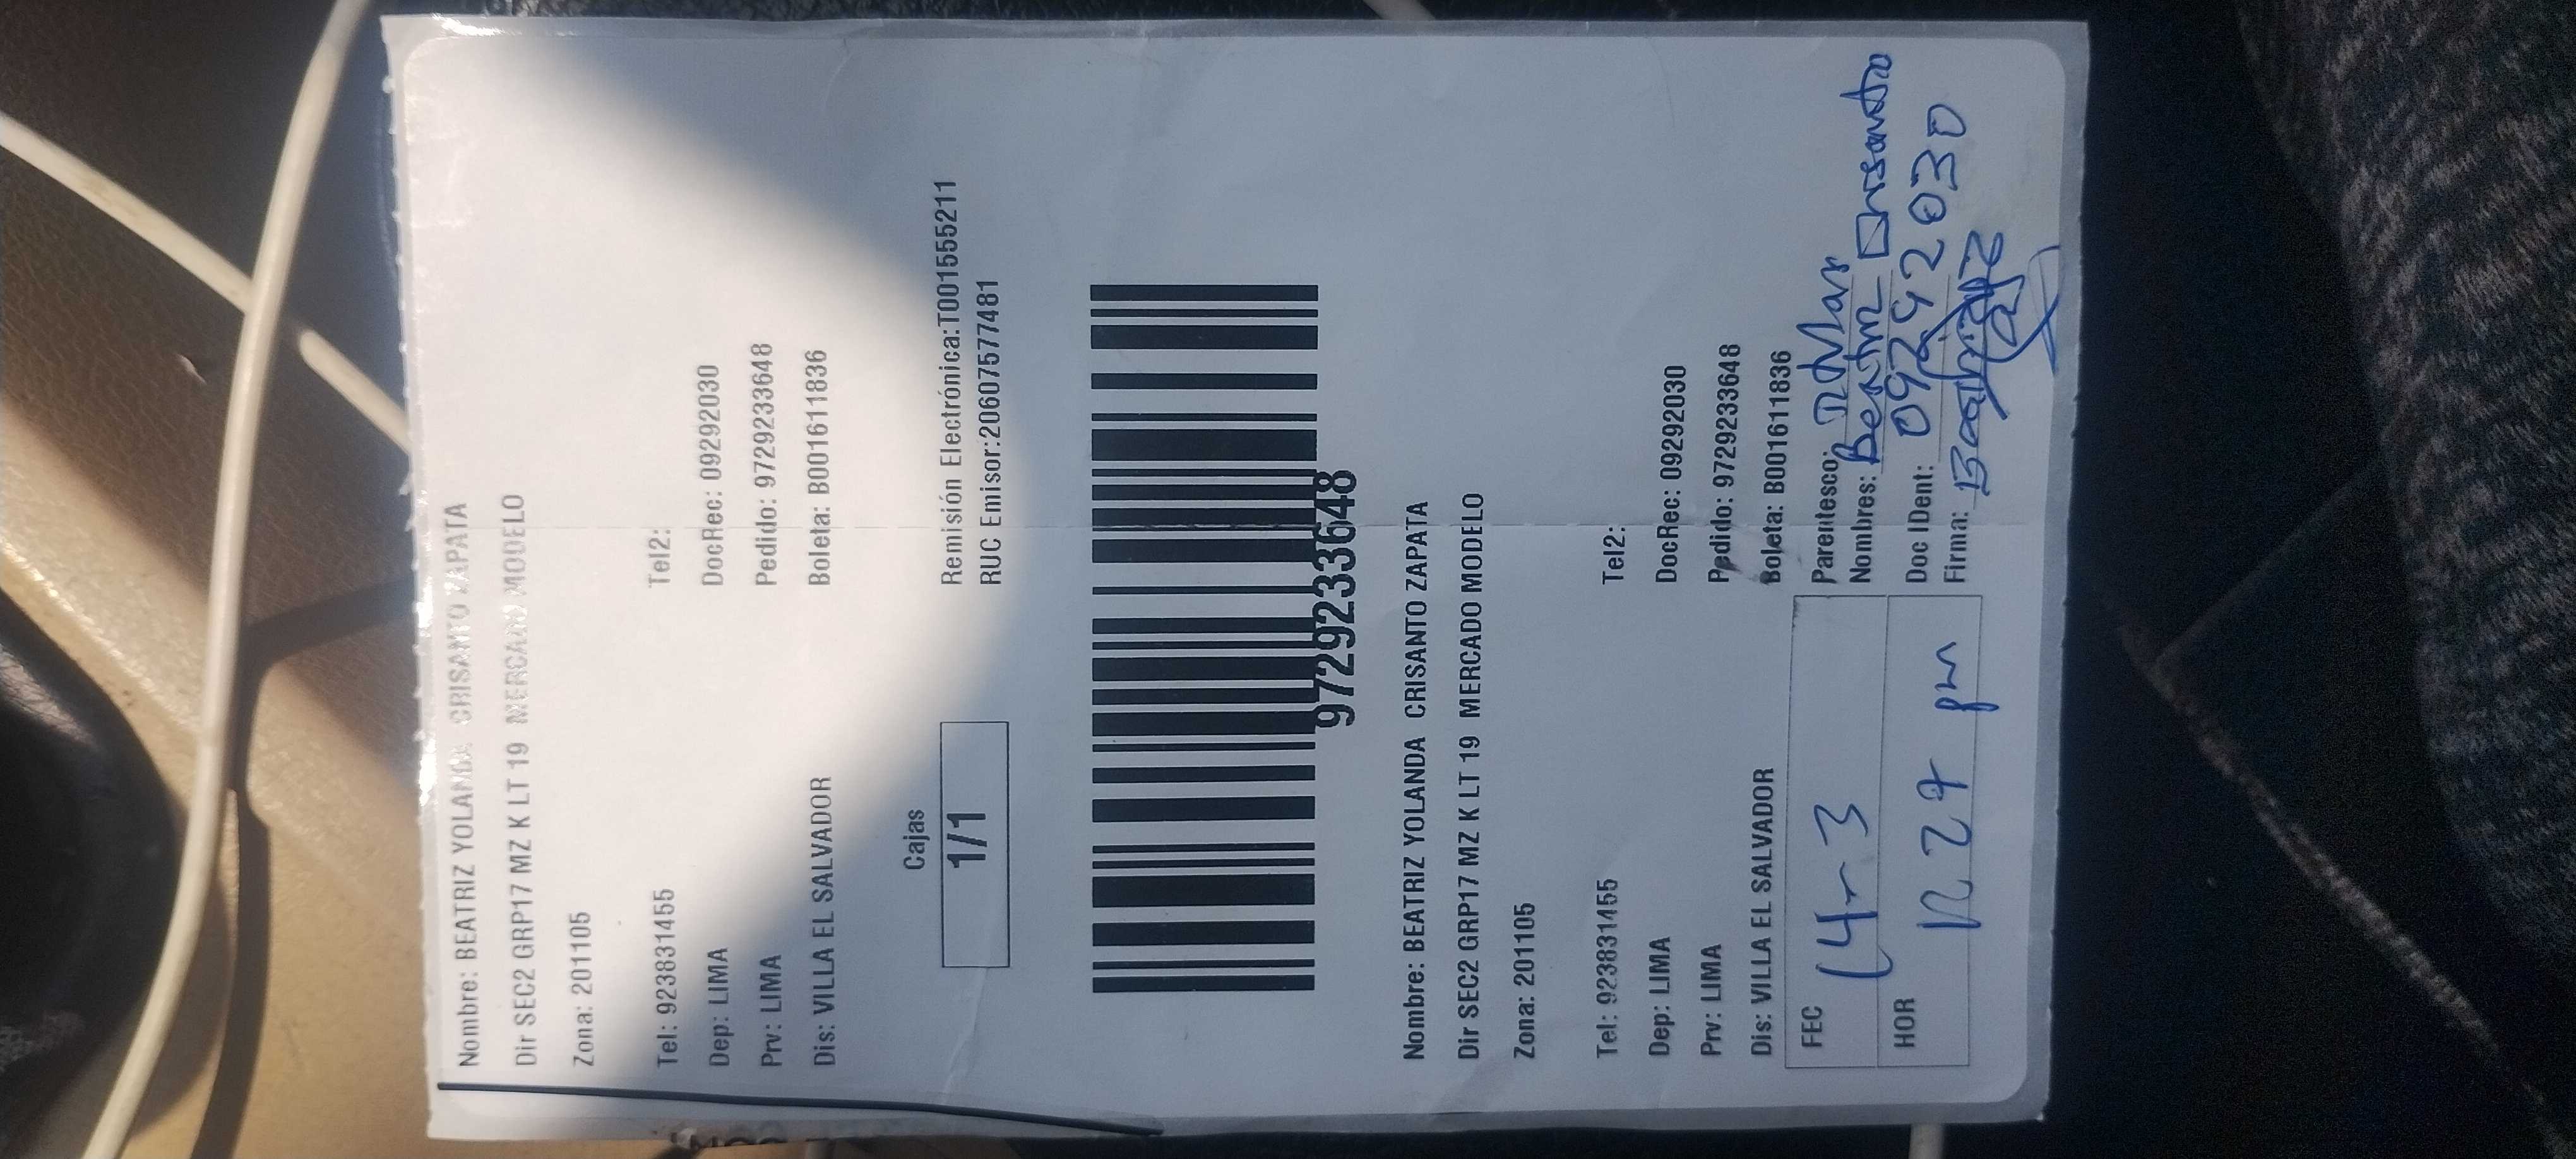 Nombre: BEATRIZ YOLANDA CRISANTO ZAPATA
Dir SEC2 GRP17 MZ K LT 19 MERCADO MODELO
Zona: 201105
Tel: 923831455 Tel2:
Dep: LIMA DocRec: 09292030
Prv: LIMA Pedido: 9729233648
Dis: VILLA EL SALVADOR Boleta: B001611836
Cajas
1/1
Remisión Electrónica:T001555211
RUC Emisor:20607577481
9729233648
Nombre: BEATRIZ YOLANDA CRISANTO ZAPATA
Dir SEC2 GRP17 MZ K LT 19 MERCADO MODELO
Zona: 201105
Tel: 923831455 Tel2:
Dep: LIMA DocRec: 09292030
Prv: LIMA Pedido: 9729233648
Dis: VILLA EL SALVADOR Boleta: B001611836
FEC 14-3 Parentesco:
Nombres: Beatriz Crisanto
HOR 12 27 pm Doc IDent: 09292030
Firma: